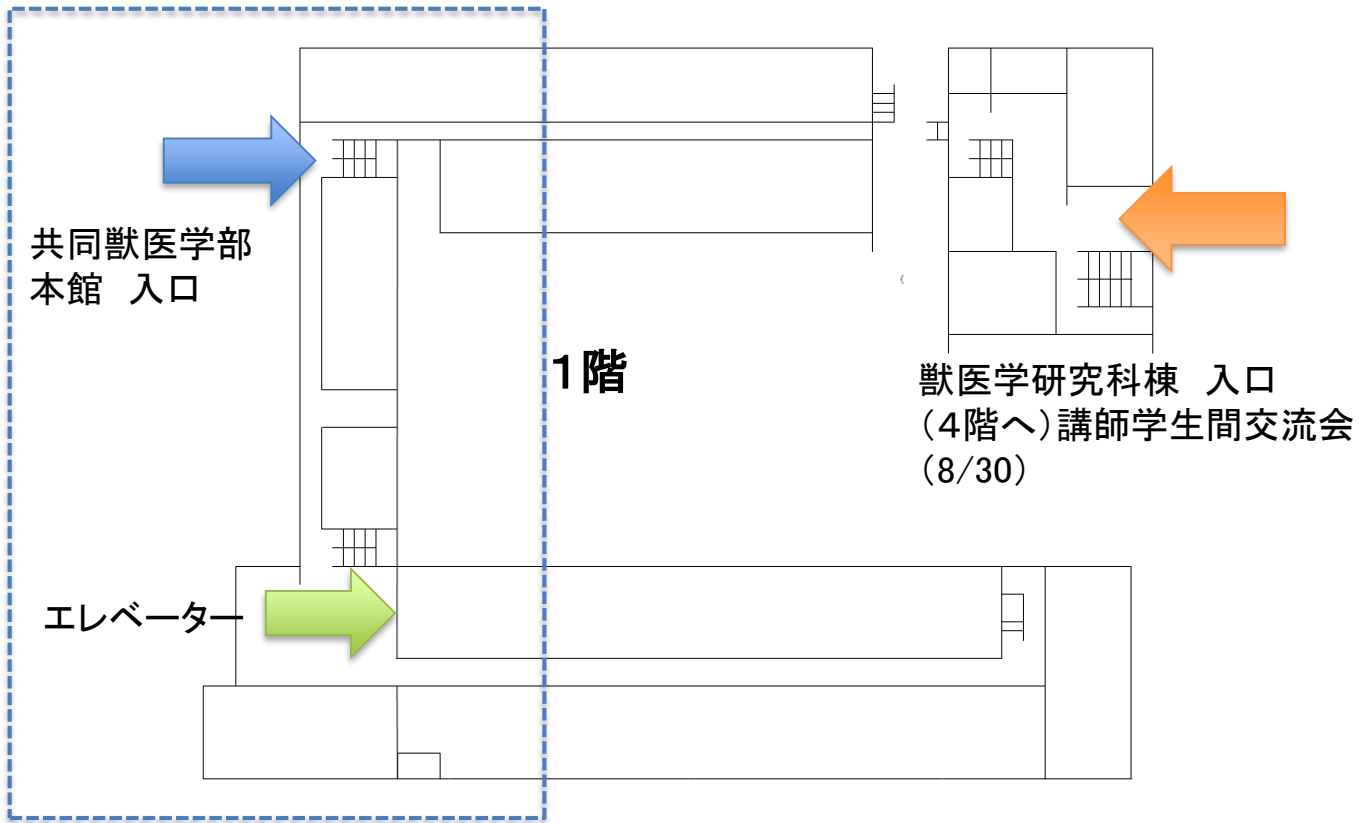 共同獣医学部
本館　入口
1階
獣医学研究科棟　入口
(４階へ)講師学生間交流会
(8/30)
エレベーター